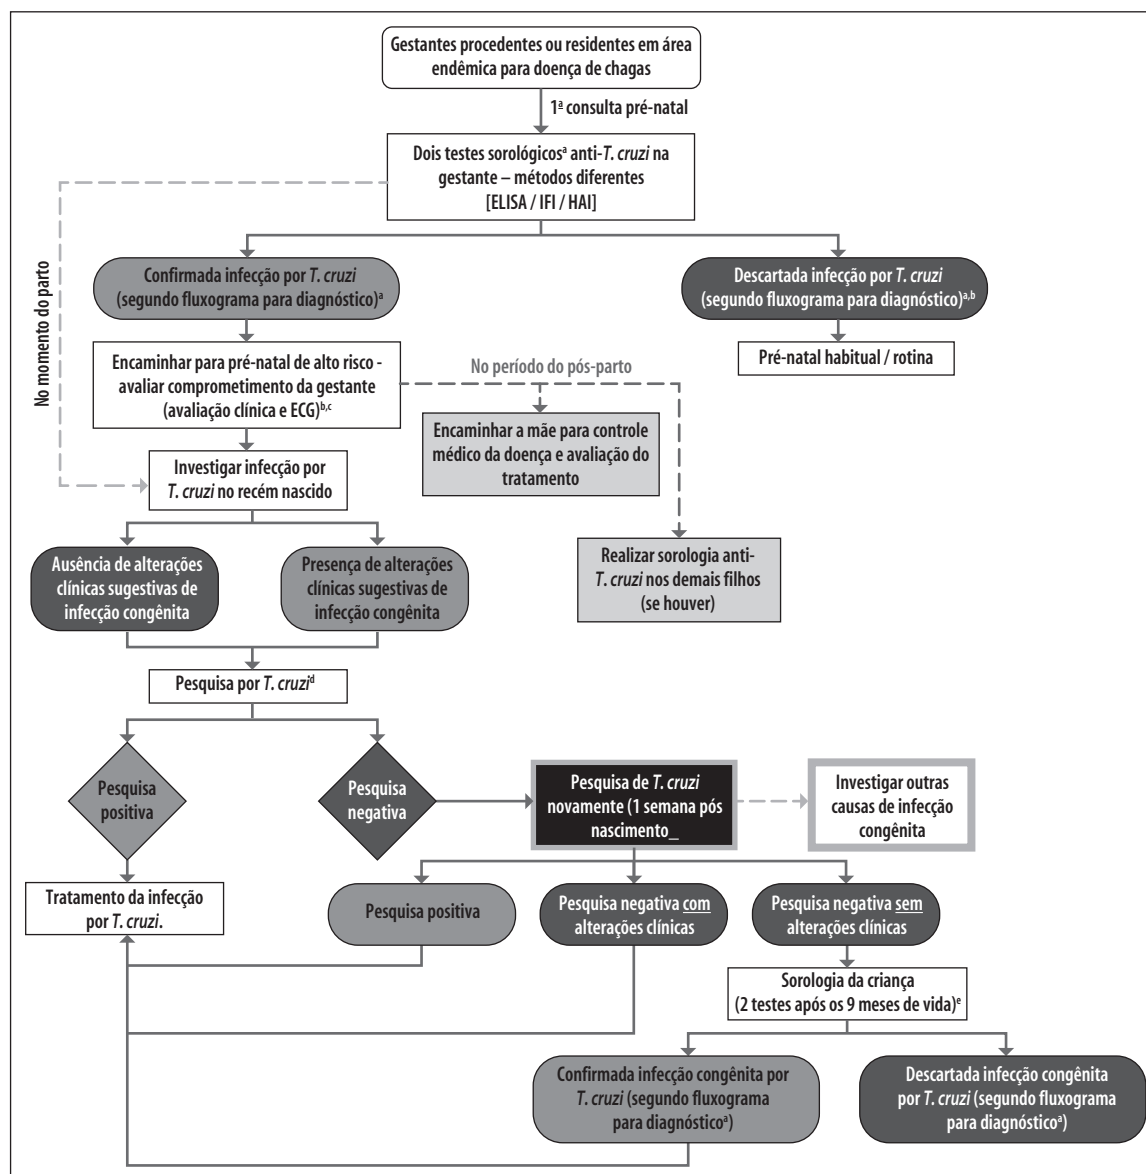 Gestantes procedentes ou residentes em área
endêmica para doença de chagas
1ª consulta pré-natal
Dois testes sorológicosᵃ anti-T. cruzi na
gestante – métodos diferentes
[ELISA / IFI / HAI]
No momento do parto
Confirmada infecção por T. cruzi
(segundo fluxograma para diagnóstico)ᵃ
Descartada infecção por T. cruzi
(segundo fluxograma para diagnóstico)ᵃ,ᵇ
Encaminhar para pré-natal de alto risco -
avaliar comprometimento da gestante
(avaliação clínica e ECG)ᵇ,ᶜ
Pré-natal habitual / rotina
No período do pós-parto
Encaminhar a mãe para controle
médico da doença e avaliação do
tratamento
Investigar infecção por
T. cruzi no recém nascido
Realizar sorologia anti-
T. cruzi nos demais filhos
(se houver)
Ausência de alterações
clínicas sugestivas de
infecção congênita
Presença de alterações
clínicas sugestivas de
infecção congênita
Pesquisa por T. cruziᵈ
Pesquisa
positiva
Pesquisa
negativa
Pesquisa de T. cruzi
novamente (1 semana pós
nascimento_
Investigar outras
causas de infecção
congênita
Tratamento da infecção
por T. cruzi.
Pesquisa positiva
Pesquisa negativa com
alterações clínicas
Pesquisa negativa sem
alterações clínicas
Sorologia da criança
(2 testes após os 9 meses de vida)ᵉ
Confirmada infecção congênita por
T. cruzi (segundo fluxograma
para diagnósticoᵃ)
Descartada infecção congênita
por T. cruzi (segundo fluxograma
para diagnósticoᵃ)